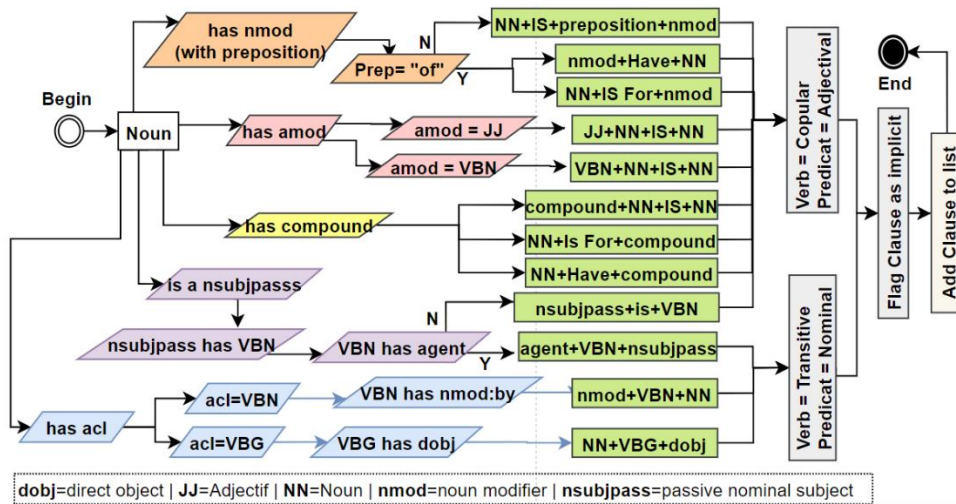 has nmod
(with preposition)
N
NN+IS+preposition+nmod
Prep= "of"
Y
nmod+Have+NN
NN+IS For+nmod
Begin
Noun
has amod
amod = JJ
JJ+NN+IS+NN
amod = VBN
VBN+NN+IS+NN
has compound
compound+NN+IS+NN
NN+Is For+compound
NN+Have+compound
is a nsubjpasss
nsubjpass has VBN
VBN has agent
N
nsubjpass+is+VBN
Y
agent+VBN+nsubjpass
has acl
acl=VBN
VBN has nmod:by
nmod+VBN+NN
acl=VBG
VBG has dobj
NN+VBG+dobj
Verb = Copular
Predicat = Adjectival
Verb = Transitive
Predicat = Nominal
Flag Clause as implicit
Add Clause to list
End
dobj=direct object | JJ=Adjectif | NN=Noun | nmod=noun modifier | nsubjpass=passive nominal subject